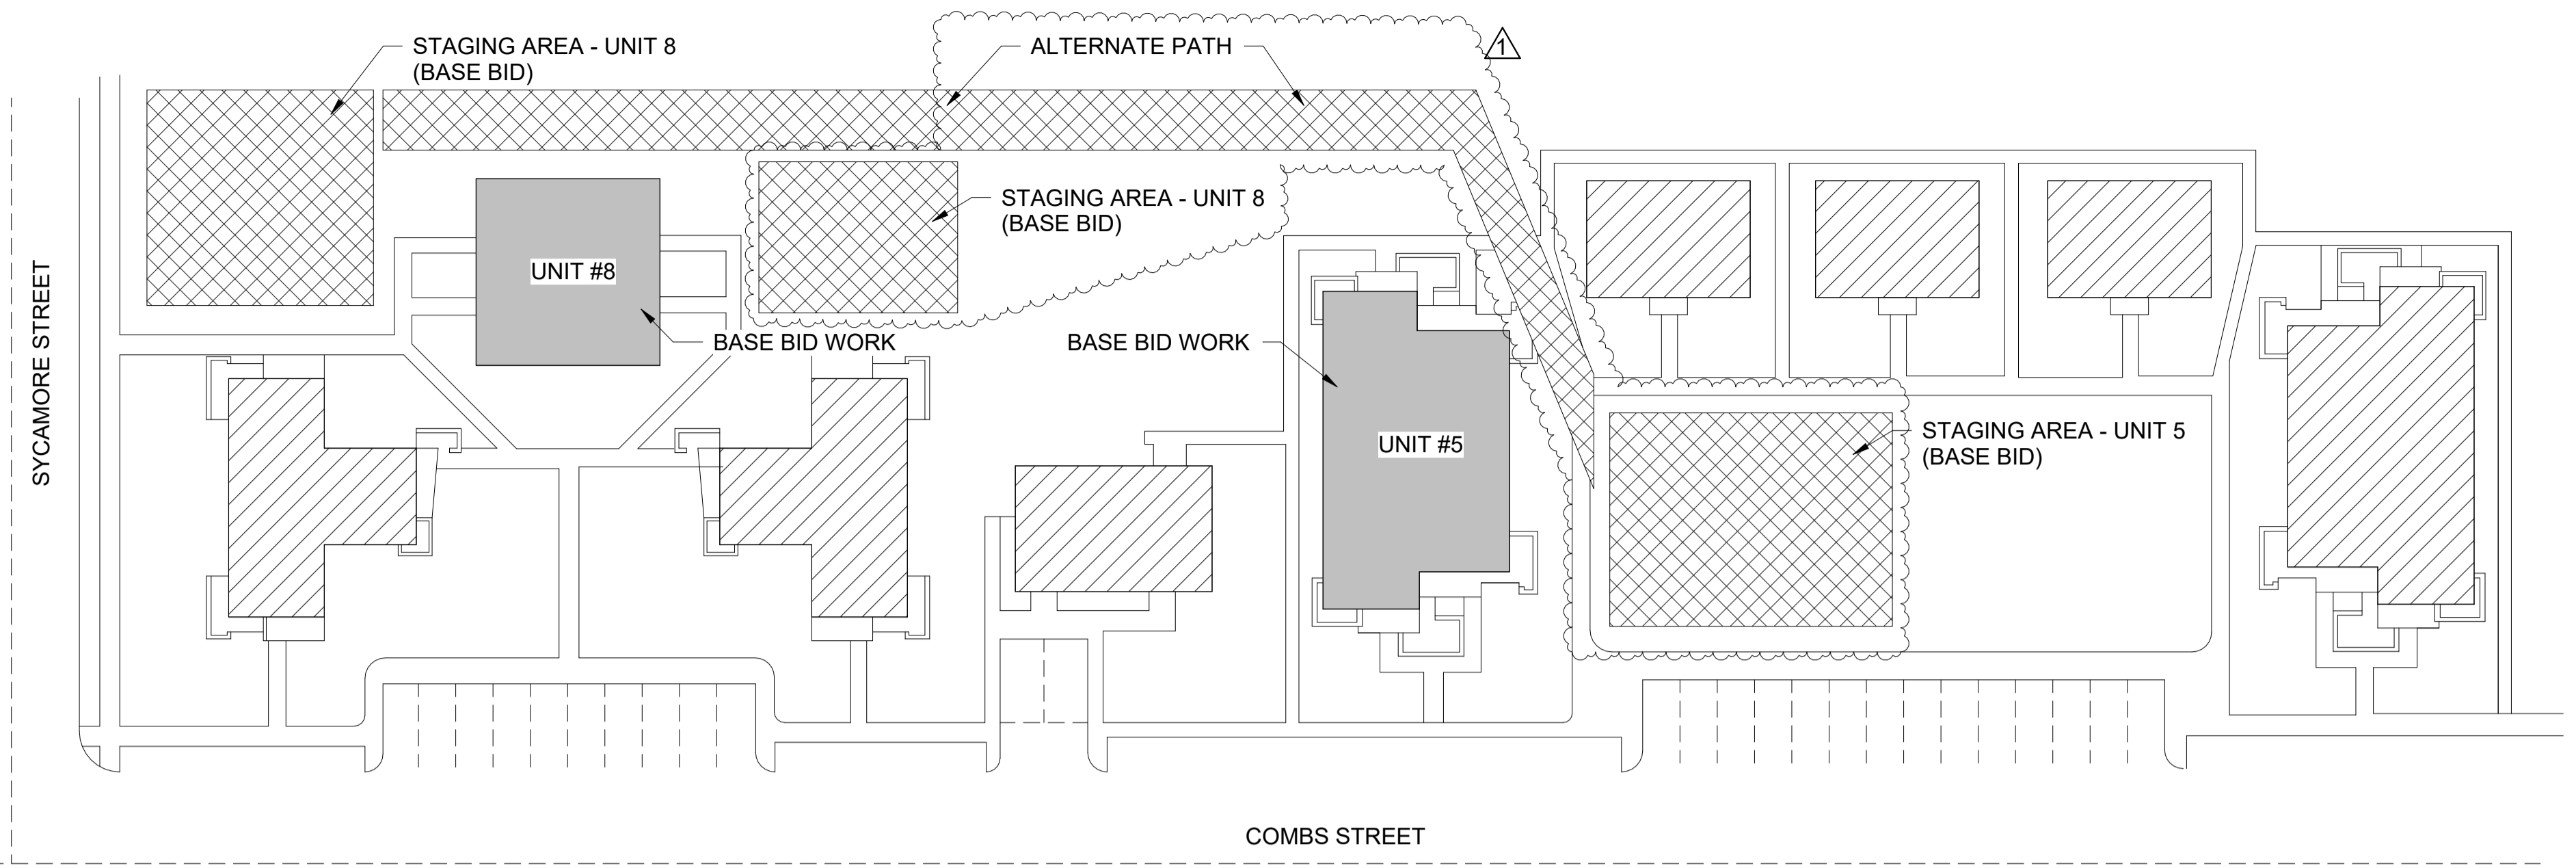 STAGING AREA - UNIT 8
(BASE BID)
ALTERNATE PATH
1
STAGING AREA - UNIT 8
(BASE BID)
UNIT #8
BASE BID WORK
BASE BID WORK
UNIT #5
STAGING AREA - UNIT 5
(BASE BID)
SYCAMORE STREET
COMBS STREET